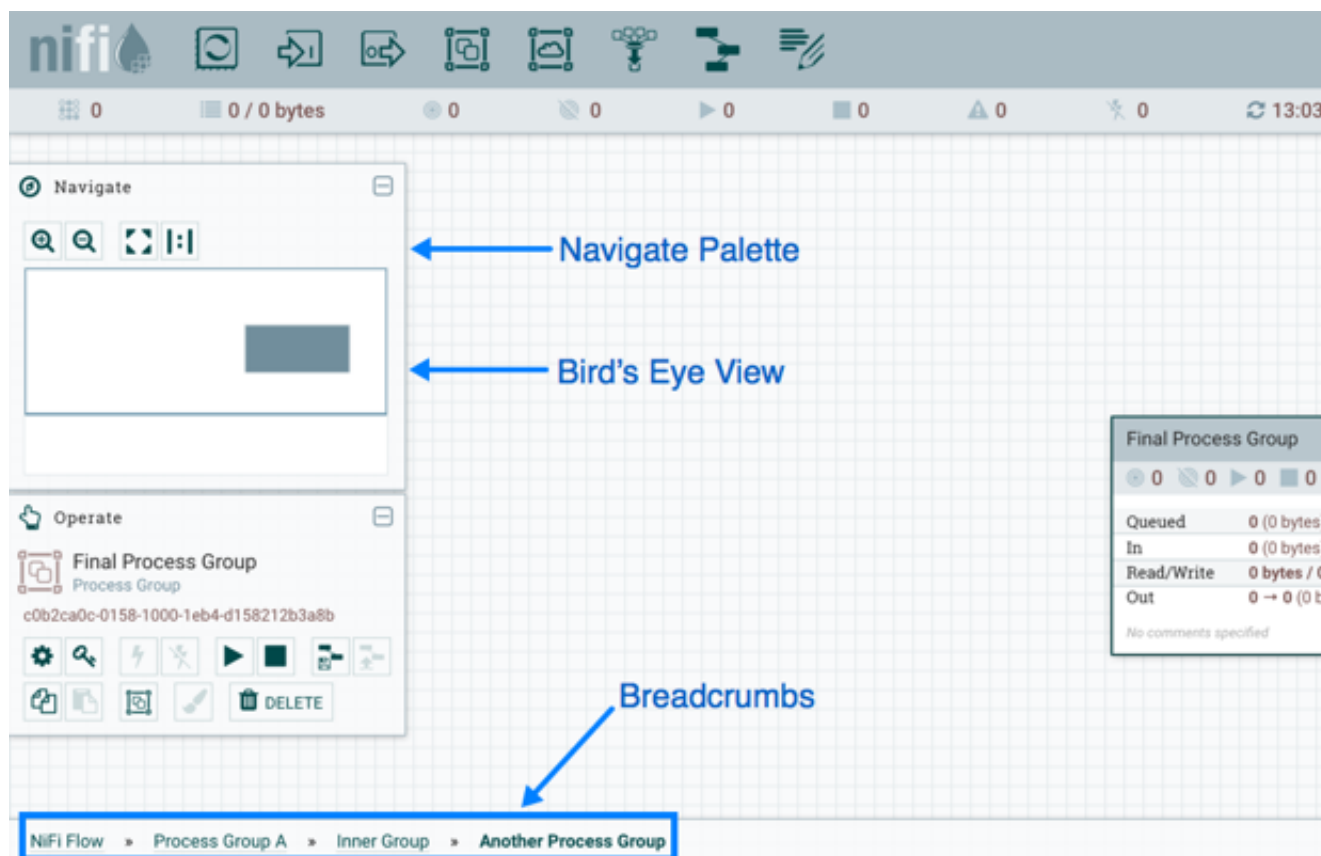 nifi
0 0 / 0 bytes 0 0 0 0 0 0 13:03
Navigate
Navigate Palette
Bird's Eye View
Operate
Final Process Group
Process Group
c0b2ca0c-0158-1000-1eb4-d158212b3a8b
DELETE
Final Process Group
0 0 0 0
Queued 0 (0 bytes
In 0 (0 bytes
Read/Write 0 bytes / 0
Out 0 → 0 (0 b
No comments specified
Breadcrumbs
NiFi Flow » Process Group A » Inner Group » Another Process Group